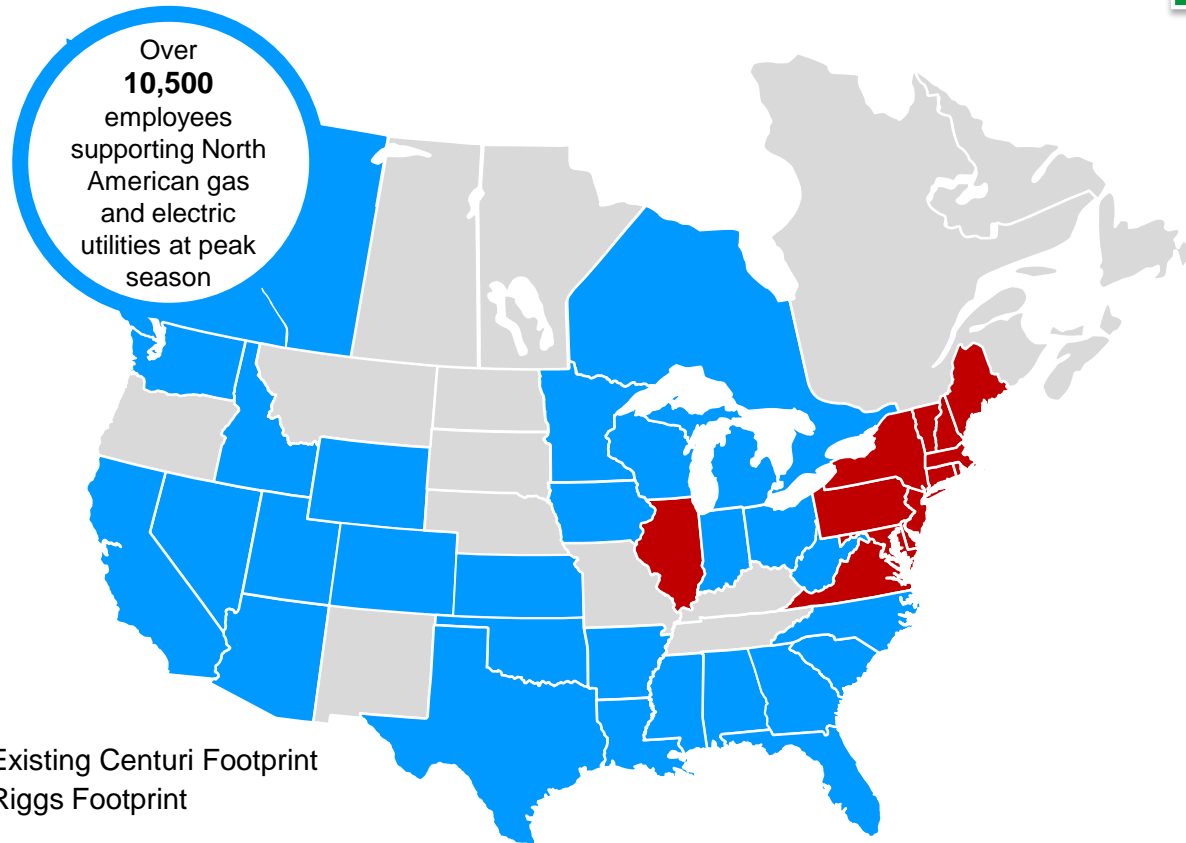 Over
10,500
employees
supporting North
American gas
and electric
utilities at peak
season
Existing Centuri Footprint
Riggs Footprint